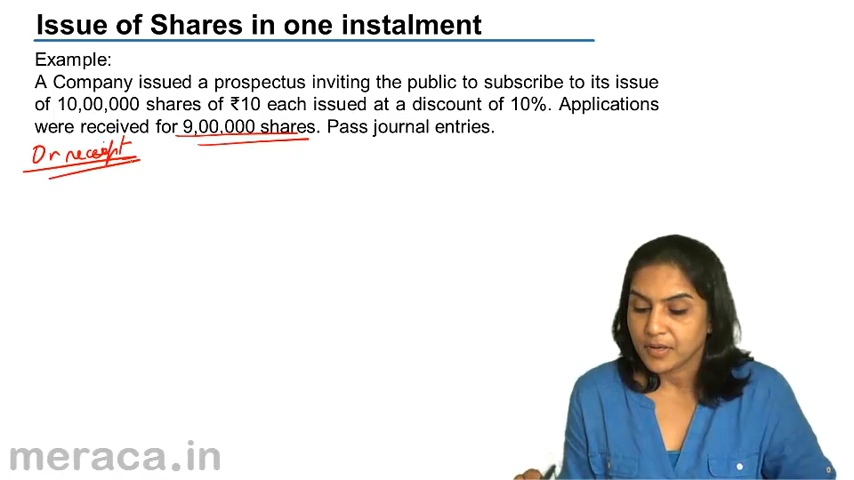 Issue of Shares in one instalment
Example:
A Company issued a prospectus inviting the public to subscribe to its issue
of 10,00,000 shares of ₹10 each issued at a discount of 10%. Applications
were received for 9,00,000 shares. Pass journal entries.
On receipt
meraca.in